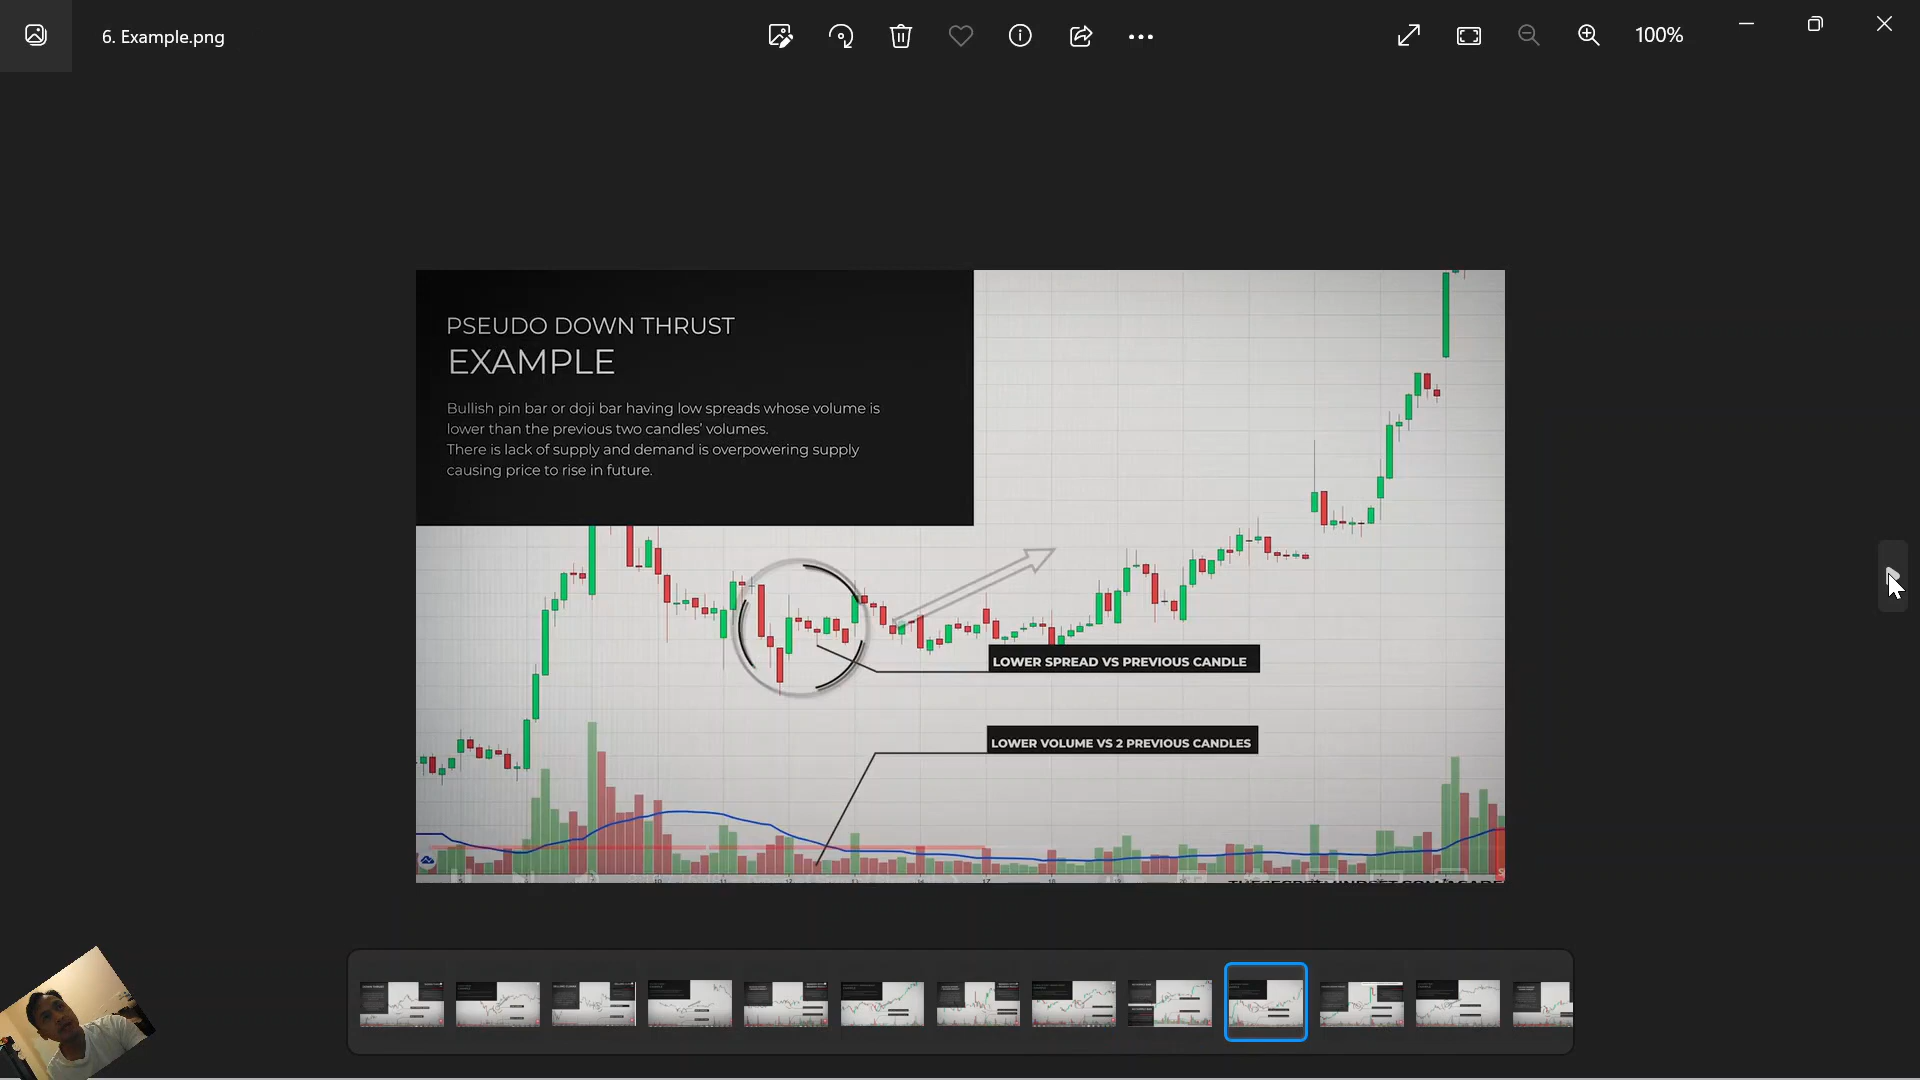 6. Example.png
100%
PSEUDO DOWN THRUST
EXAMPLE
Bullish pin bar or doji bar having low spreads whose volume is
lower than the previous two candles' volumes.
There is lack of supply and demand is overpowering supply
causing price to rise in future.
LOWER SPREAD VS PREVIOUS CANDLE
LOWER VOLUME VS 2 PREVIOUS CANDLES